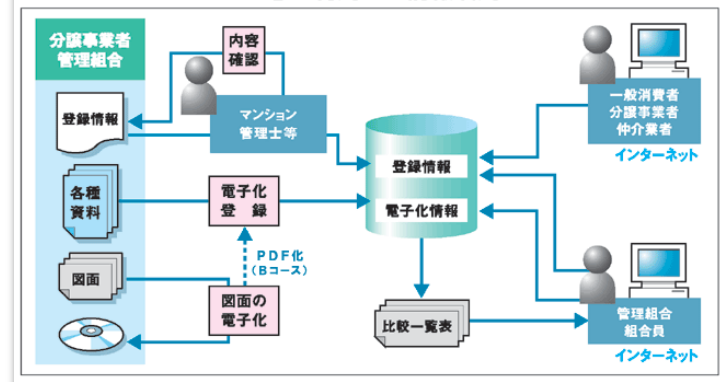 分譲事業者
管理組合
登録情報
各種
資料
図面
内容
確認
マンション
管理士等
電子化
登 録
PDF化
(Bコース)
図面の
電子化
登録情報
電子化情報
比較一覧表
一般消費者
分譲事業者
仲介業者
インターネット
管理組合
組合員
インターネット